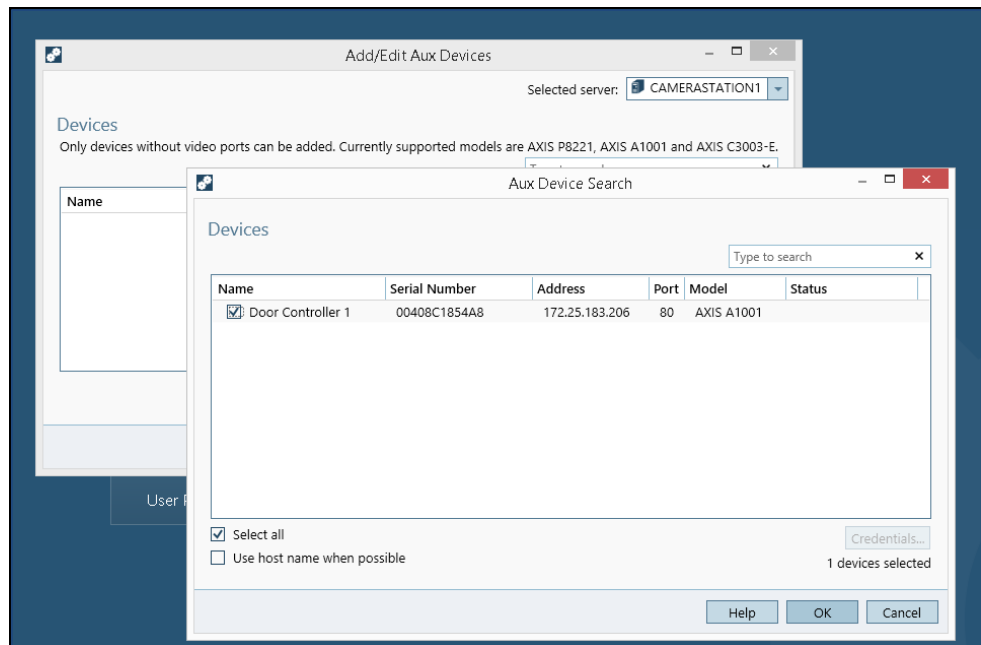 Add/Edit Aux Devices
Selected server: CAMERASTATION1
Devices
Only devices without video ports can be added. Currently supported models are AXIS P8221, AXIS A1001 and AXIS C3003-E.
Name
Aux Device Search
Devices
Type to search
Name Serial Number Address Port Model Status
Door Controller 1 00408C1854A8 172.25.183.206 80 AXIS A1001
User
Select all
Credentials...
Use host name when possible
1 devices selected
Help OK Cancel